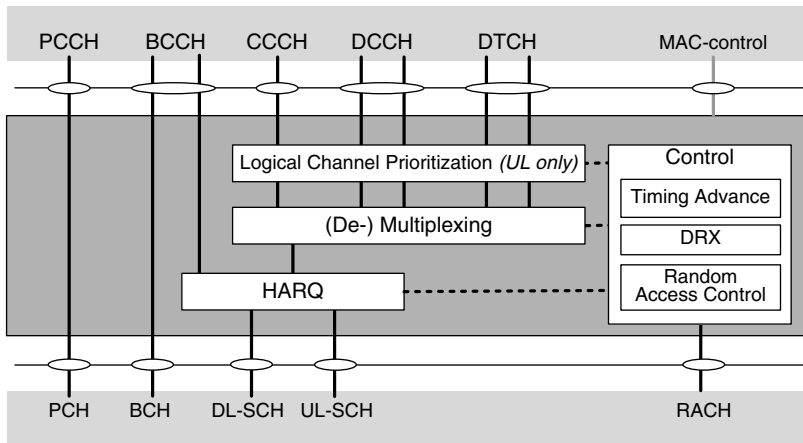 PCCH BCCH CCCH DCCH DTCH MAC-control
Logical Channel Prioritization (UL only)
Control
Timing Advance
(De-) Multiplexing
DRX
HARQ
Random
Access Control
PCH BCH DL-SCH UL-SCH RACH